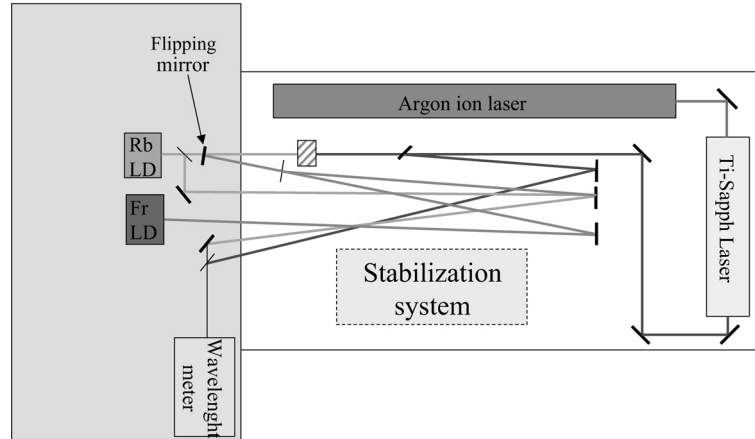 Flipping
mirror
Argon ion laser
Rb
LD
Fr
LD
Ti-Sapph Laser
Stabilization
system
Wavelenght
meter